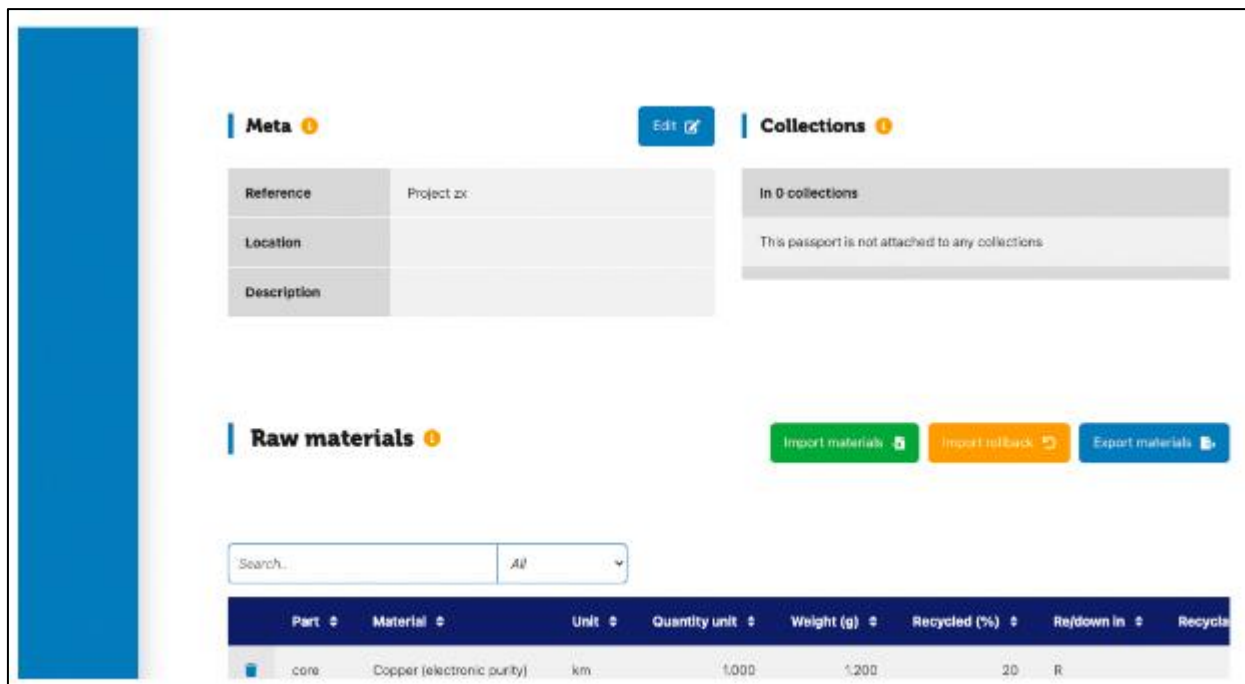 Meta
Edit
Collections
Reference Project zx
In 0 collections
Location
This passport is not attached to any collections
Description
Raw materials
Import materials
Import rollback
Export materials
Search..
All
Part Material Unit Quantity unit Weight (g) Recycled (%) Re/down in Recycla
core Copper (electronic purity) km 1.000 1.200 20 R